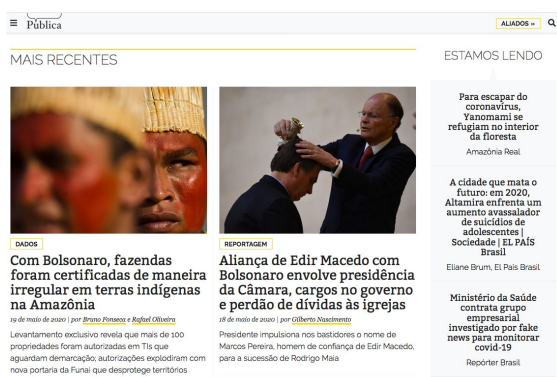 Pública
ALIADOS »
MAIS RECENTES
DADOS
Com Bolsonaro, fazendas
foram certificadas de maneira
irregular em terras indígenas
na Amazônia
19 de maio de 2020 | por Bruno Fonseca e Rafael Oliveira
Levantamento exclusivo revela que mais de 100
propriedades foram autorizadas em TIs que
aguardam demarcação; autorizações explodiram com
nova portaria da Funai que desprotege territórios
REPORTAGEM
Aliança de Edir Macedo com
Bolsonaro envolve presidência
da Câmara, cargos no governo
e perdão de dívidas às igrejas
18 de maio de 2020 | por Gilberto Nascimento
Presidente impulsiona nos bastidores o nome de
Marcos Pereira, homem de confiança de Edir Macedo,
para a sucessão de Rodrigo Maia
ESTAMOS LENDO
Para escapar do
coronavírus,
Yanomami se
refugiam no interior
da floresta
Amazônia Real
A cidade que mata o
futuro: em 2020,
Altamira enfrenta um
aumento avassalador
de suicídios de
adolescentes |
Sociedade | EL PAÍS
Brasil
Eliane Brum, El País Brasil
Ministério da Saúde
contrata grupo
empresarial
investigado por fake
news para monitorar
covid-19
Repórter Brasil